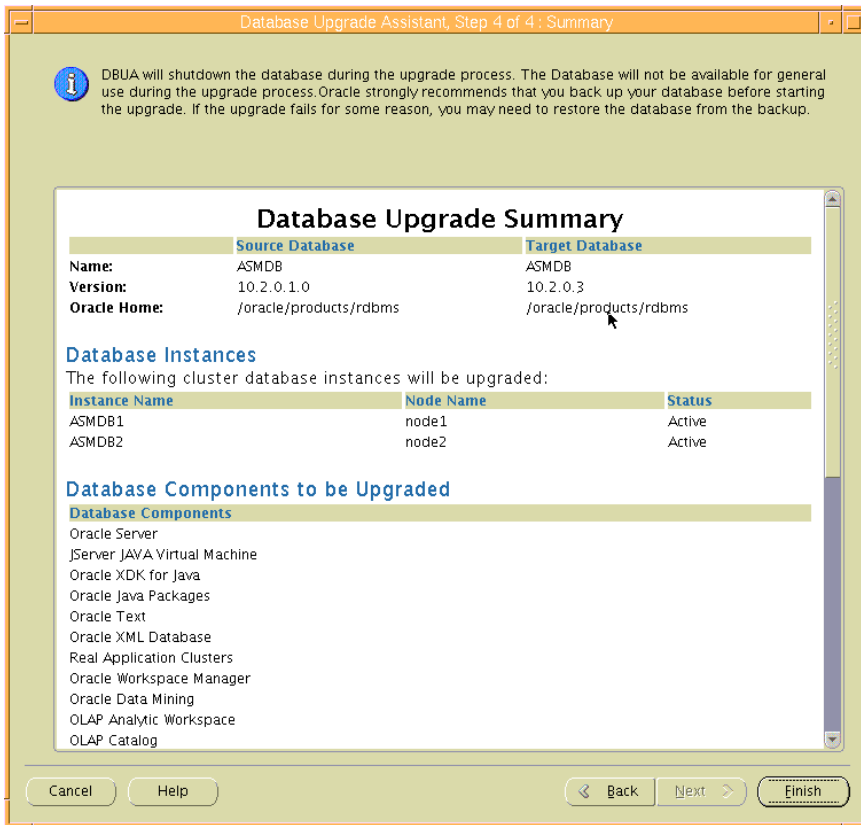 Database Upgrade Assistant, Step 4 of 4 : Summary
DBUA will shutdown the database during the upgrade process. The Database will not be available for general
use during the upgrade process.Oracle strongly recommends that you back up your database before starting
the upgrade. If the upgrade fails for some reason, you may need to restore the database from the backup.
Database Upgrade Summary
Source Database Target Database
Name: ASMDB ASMDB
Version: 10.2.0.1.0 10.2.0.3
Oracle Home: /oracle/products/rdbms /oracle/products/rdbms
Database Instances
The following cluster database instances will be upgraded:
Instance Name Node Name Status
ASMDB1 node1 Active
ASMDB2 node2 Active
Database Components to be Upgraded
Database Components
Oracle Server
JServer JAVA Virtual Machine
Oracle XDK for Java
Oracle Java Packages
Oracle Text
Oracle XML Database
Real Application Clusters
Oracle Workspace Manager
Oracle Data Mining
OLAP Analytic Workspace
OLAP Catalog
Cancel Help Back Next Finish